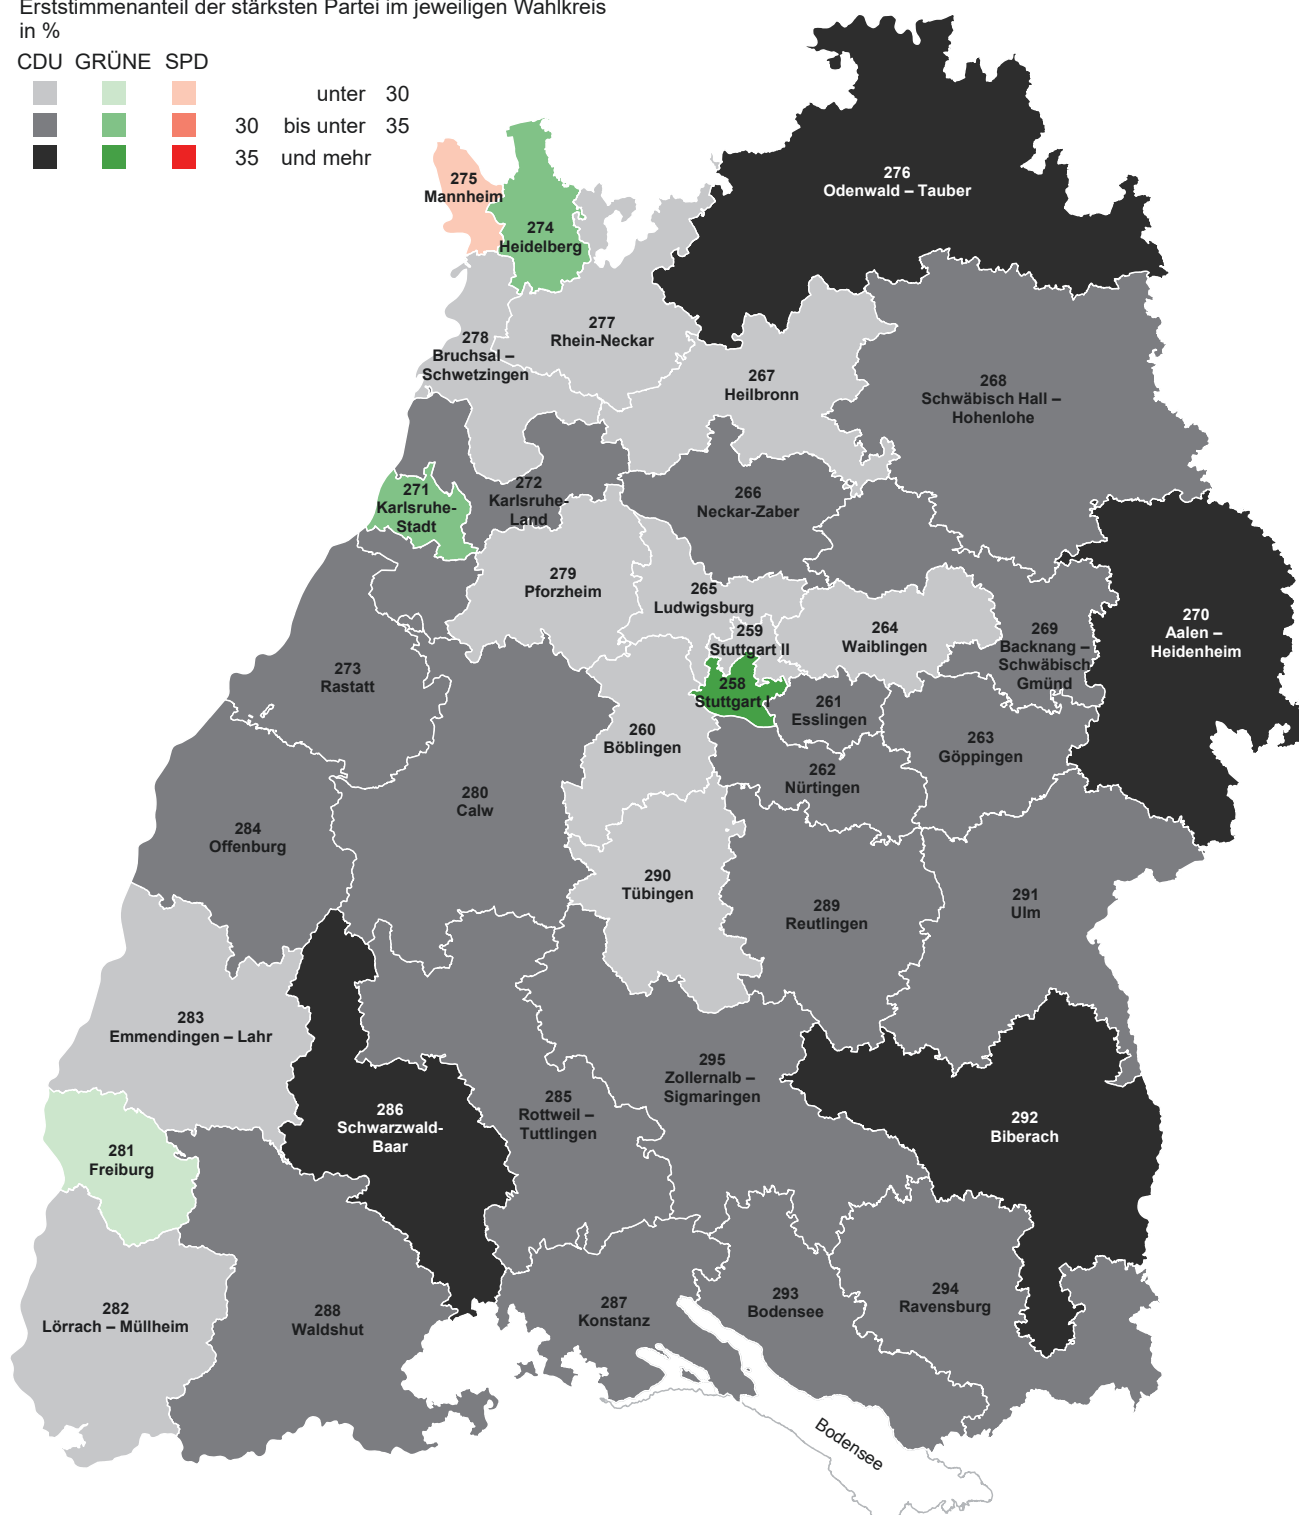 Erststimmenanteil der stärksten Partei im jeweiligen Wahlkreis
in %
CDU GRÜNE SPD
unter 30
30 bis unter 35
35 und mehr
275
Mannheim
274
Heidelberg
276
Odenwald – Tauber
277
Rhein-Neckar
278
Bruchsal –
Schwetzingen
267
Heilbronn
268
Schwäbisch Hall –
Hohenlohe
271
Karlsruhe-
Stadt
272
Karlsruhe-
Land
266
Neckar-Zaber
279
Pforzheim
265
Ludwigsburg
259
Stuttgart II
264
Waiblingen
269
Backnang –
Schwäbisch
Gmünd
270
Aalen –
Heidenheim
273
Rastatt
258
Stuttgart I
261
Esslingen
260
Böblingen
263
Göppingen
262
Nürtingen
280
Calw
284
Offenburg
290
Tübingen
289
Reutlingen
291
Ulm
283
Emmendingen – Lahr
295
Zollernalb –
Sigmaringen
285
Rottweil –
Tuttlingen
286
Schwarzwald-
Baar
292
Biberach
281
Freiburg
282
Lörrach – Müllheim
288
Waldshut
287
Konstanz
293
Bodensee
294
Ravensburg
Bodensee